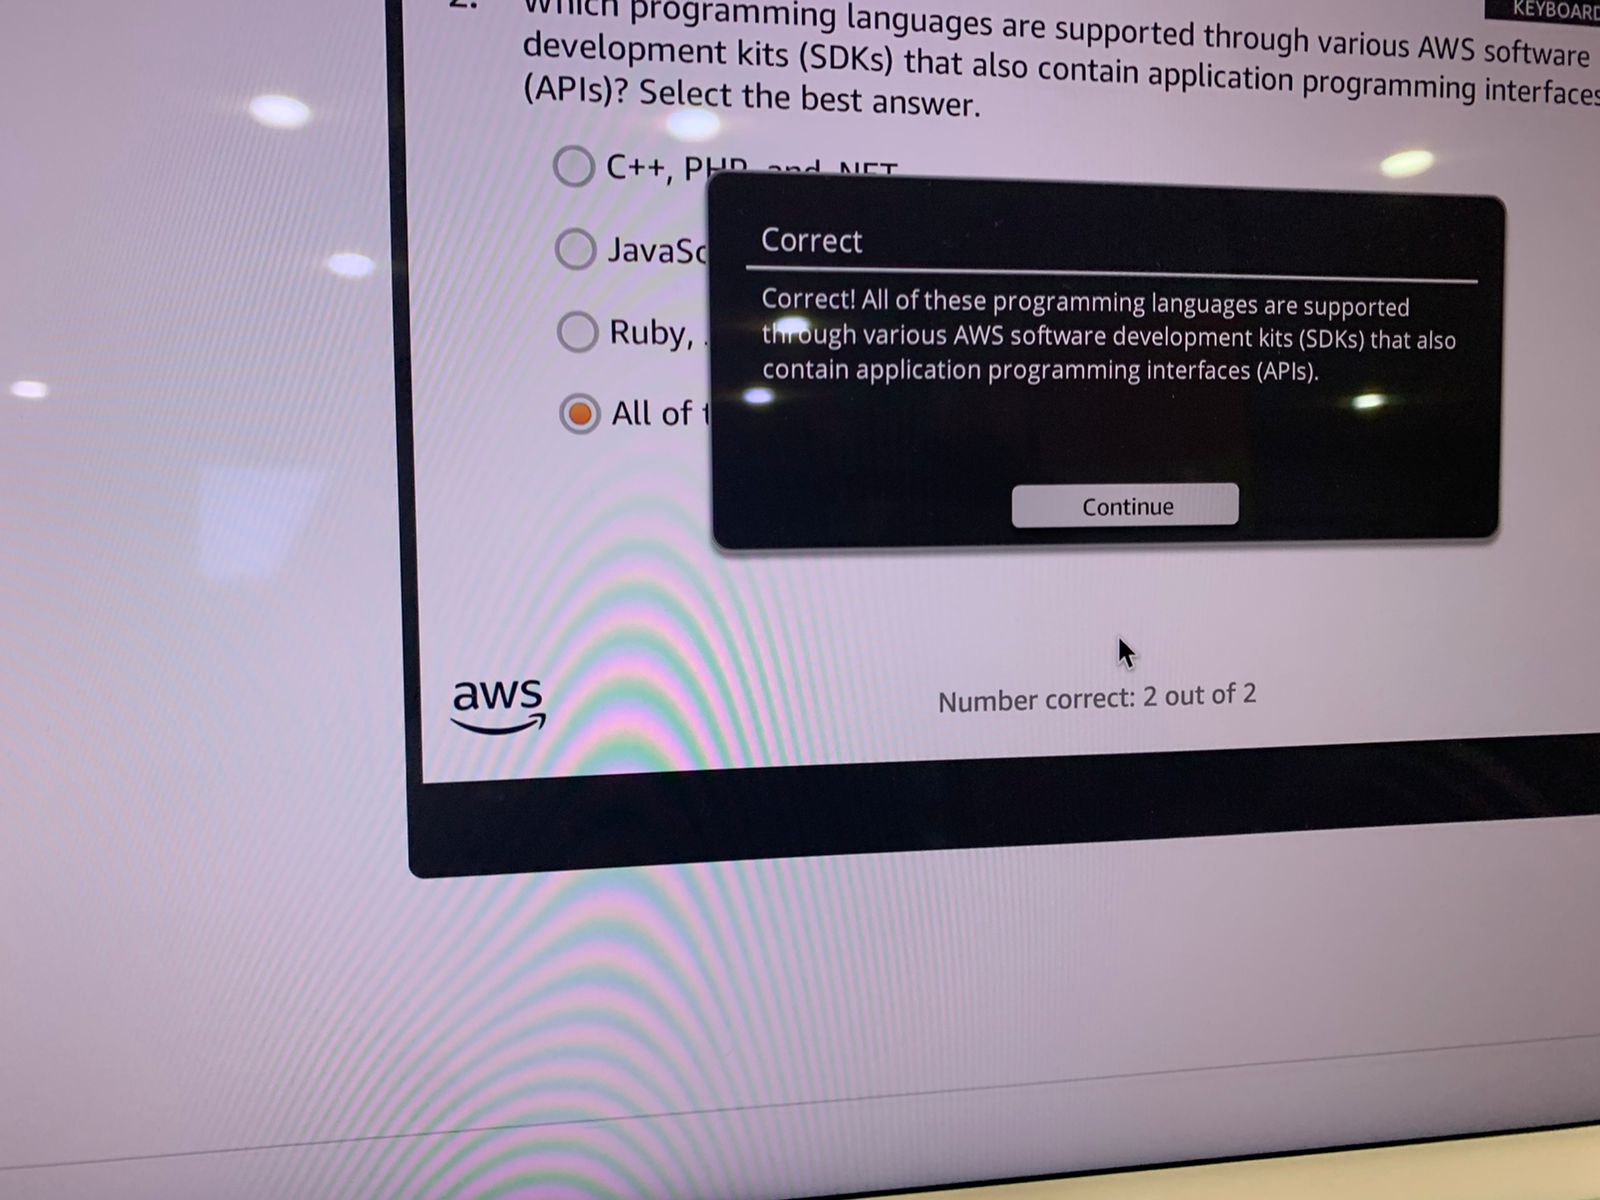 KEYBOARD
2. Which programming languages are supported through various AWS software
development kits (SDKs) that also contain application programming interfaces
(APIs)? Select the best answer.
C++, PHP, and .NET
JavaSc
Ruby,
All of t
Correct
Correct! All of these programming languages are supported
through various AWS software development kits (SDKs) that also
contain application programming interfaces (APIs).
Continue
aws
Number correct: 2 out of 2